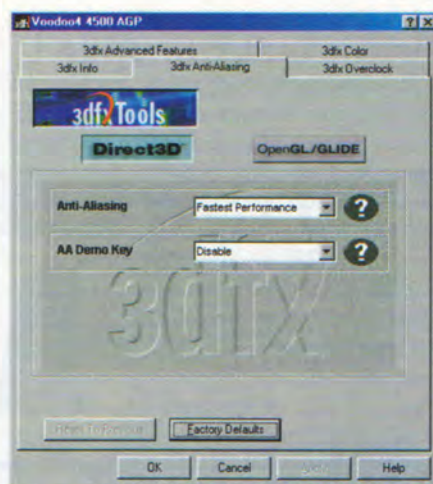 Voodoo4 4500 AGP
3dfx Advanced Features
3dfx Color
3dfx Info
3dfx Anti-Aliasing
3dfx Overclock
3dfx Tools
Direct3D
OpenGL/GLIDE
Anti-Aliasing
Fastest Performance
?
AA Demo Key
Disable
?
3dfx
Factory Defaults
OK
Cancel
Apply
Help